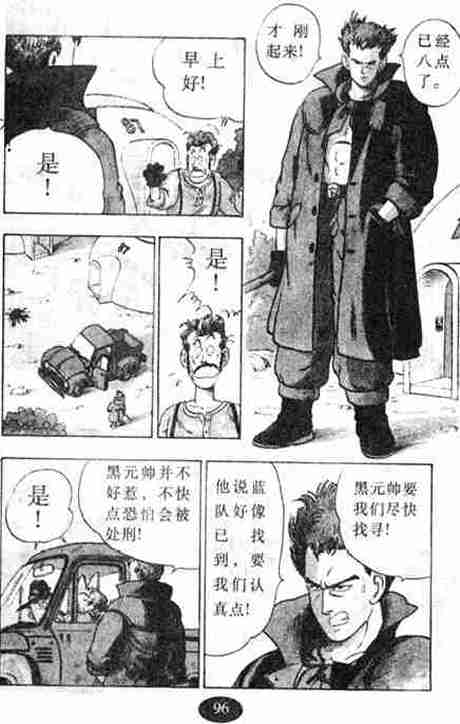 已经
八点
了。
才刚
起来!
早上
好!
是
!
是
!
黑元帅要
我们尽快
找寻!
他说蓝
队好像
已找
到,要
我们认
真点!
黑元帅并不
好惹,不快
点恐怕会被
处刑!
是
!
96